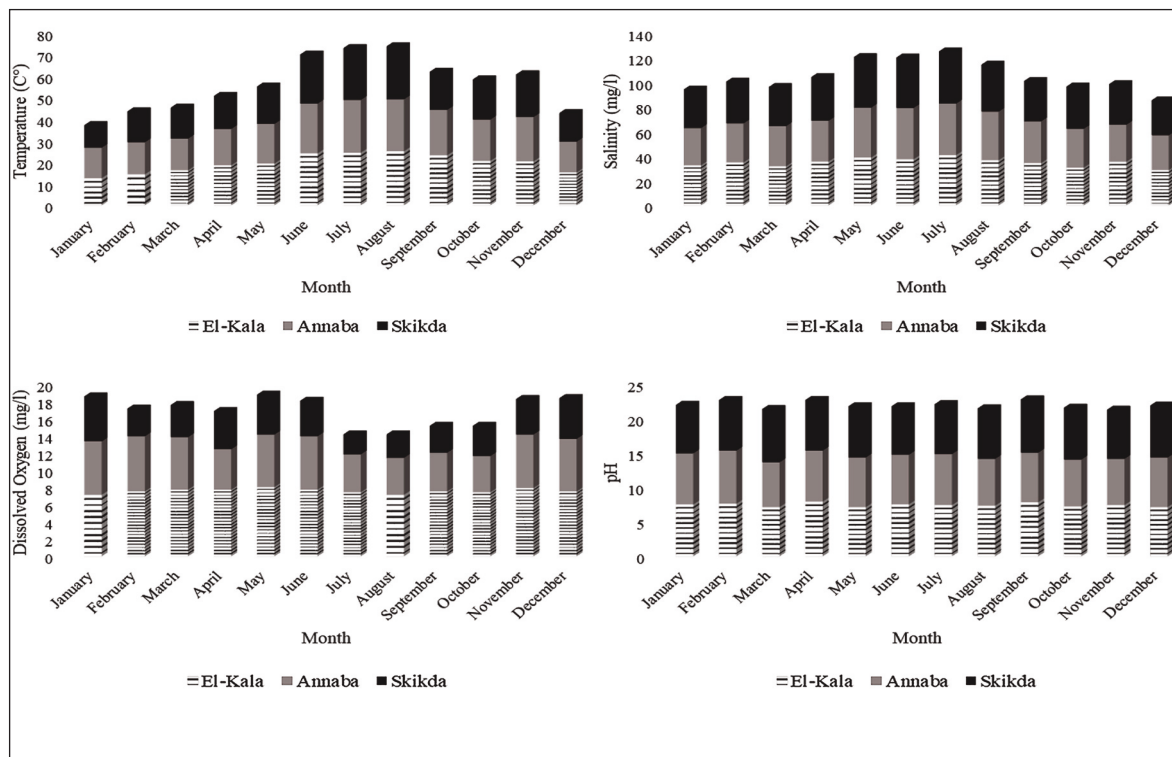 Temperature (C°)
80
70
60
50
40
30
20
10
0
January
February
March
April
May
June
July
August
September
October
November
December
Month
El-Kala Annaba Skikda
Salinity (mg/l)
140
120
100
80
60
40
20
0
January
February
March
April
May
June
July
August
September
October
November
December
Month
El-Kala Annaba Skikda
Dissolved Oxygen (mg/l)
20
18
16
14
12
10
8
6
4
2
0
January
February
March
April
May
June
July
August
September
October
November
December
Month
El-Kala Annaba Skikda
pH
25
20
15
10
5
0
January
February
March
April
May
June
July
August
September
October
November
December
Month
El-Kala Annaba Skikda